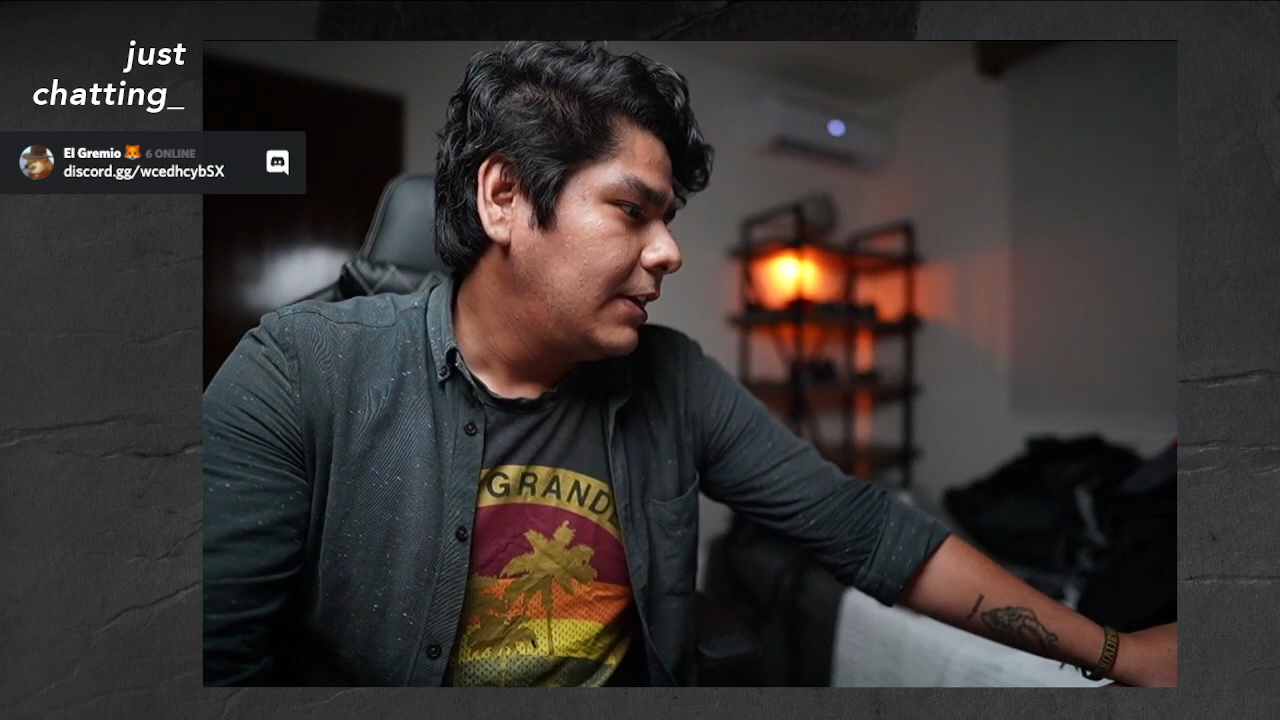 just
chatting_
El Gremio 🦊 6 ONLINE
discord.gg/wcedhcybSX
GRANDE